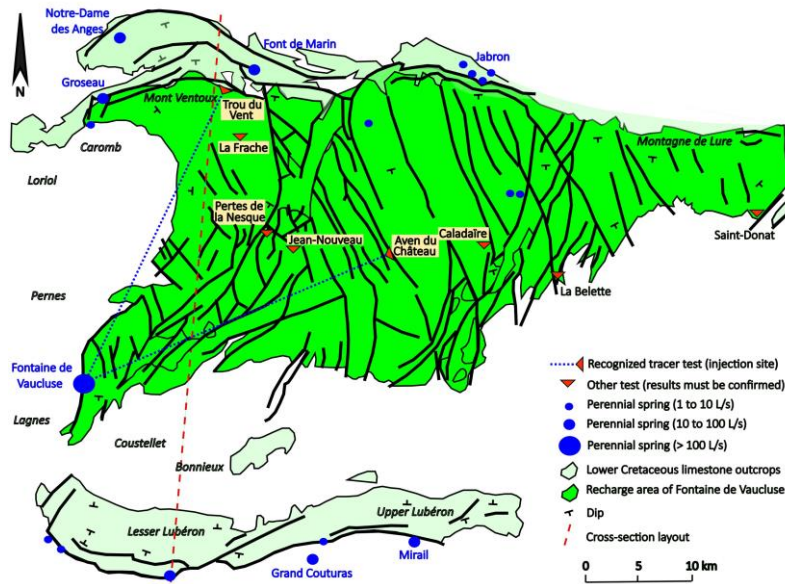 Notre-Dame
des Anges
Font de Marin
Jabron
Groseau
Mont Ventoux
N
Trou du
Vent
Caromb
La Frache
Montagne de Lure
Loriol
Pertes de
la Nesque
Jean-Nouveau
Aven du
Château
Caladaïre
Saint-Donat
La Belette
Pernes
Fontaine de
Vaucluse
Lagnes
Coustellet
Bonnieux
Lesser Lubéron
Upper Lubéron
Grand Couturas
Mirail
Recognized tracer test (injection site)
Other test (results must be confirmed)
Perennial spring (1 to 10 L/s)
Perennial spring (10 to 100 L/s)
Perennial spring (> 100 L/s)
Lower Cretaceous limestone outcrops
Recharge area of Fontaine de Vaucluse
Dip
Cross-section layout
0 5 10 km